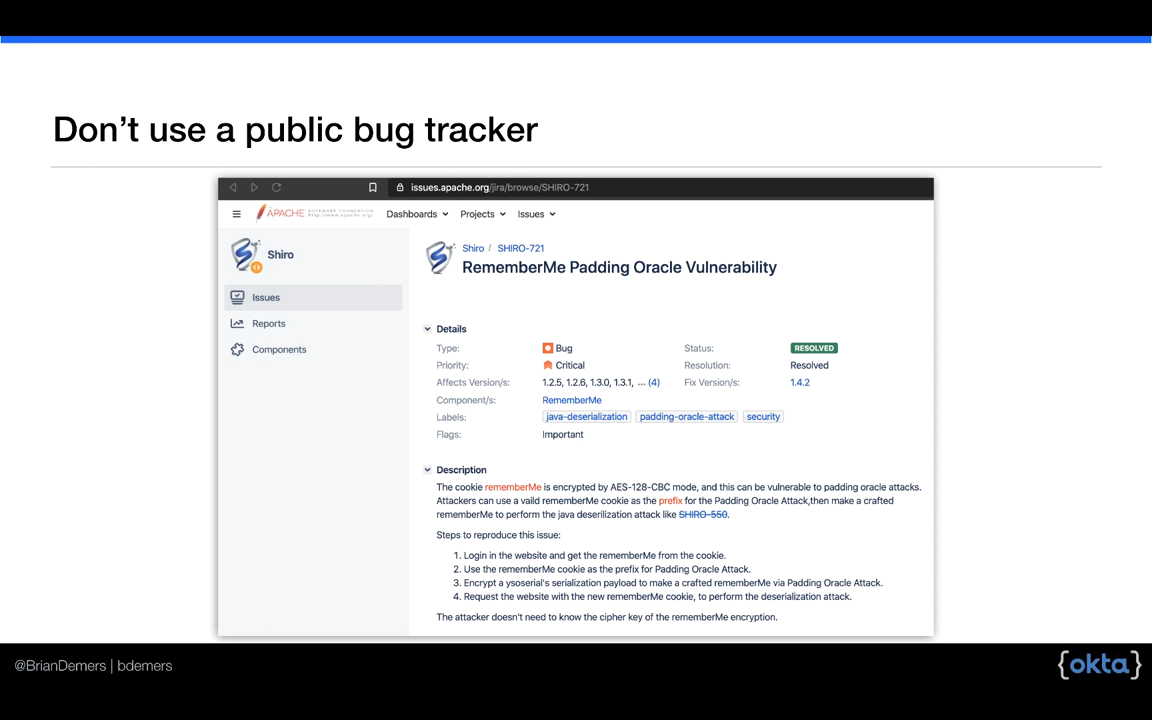 Don't use a public bug tracker
issues.apache.org/jira/browse/SHIRO-721
APACHE SOFTWARE FOUNDATION
http://www.apache.org/
Dashboards Projects Issues
Shiro
Issues
Reports
Components
Shiro / SHIRO-721
RememberMe Padding Oracle Vulnerability
Details
Type: Bug Status: RESOLVED
Priority: Critical Resolution: Resolved
Affects Version/s: 1.2.5, 1.2.6, 1.3.0, 1.3.1, ... (4) Fix Version/s: 1.4.2
Component/s: RememberMe
Labels: java-deserialization padding-oracle-attack security
Flags: Important
Description
The cookie rememberMe is encrypted by AES-128-CBC mode, and this can be vulnerable to padding oracle attacks.
Attackers can use a vaild rememberMe cookie as the prefix for the Padding Oracle Attack,then make a crafted
rememberMe to perform the java deserilization attack like SHIRO-550.
Steps to reproduce this issue:
1. Login in the website and get the rememberMe from the cookie.
2. Use the rememberMe cookie as the prefix for Padding Oracle Attack.
3. Encrypt a ysoserial's serialization payload to make a crafted rememberMe via Padding Oracle Attack.
4. Request the website with the new rememberMe cookie, to perform the deserialization attack.
The attacker doesn't need to know the cipher key of the rememberMe encryption.
@BrianDemers | bdemers
{okta}